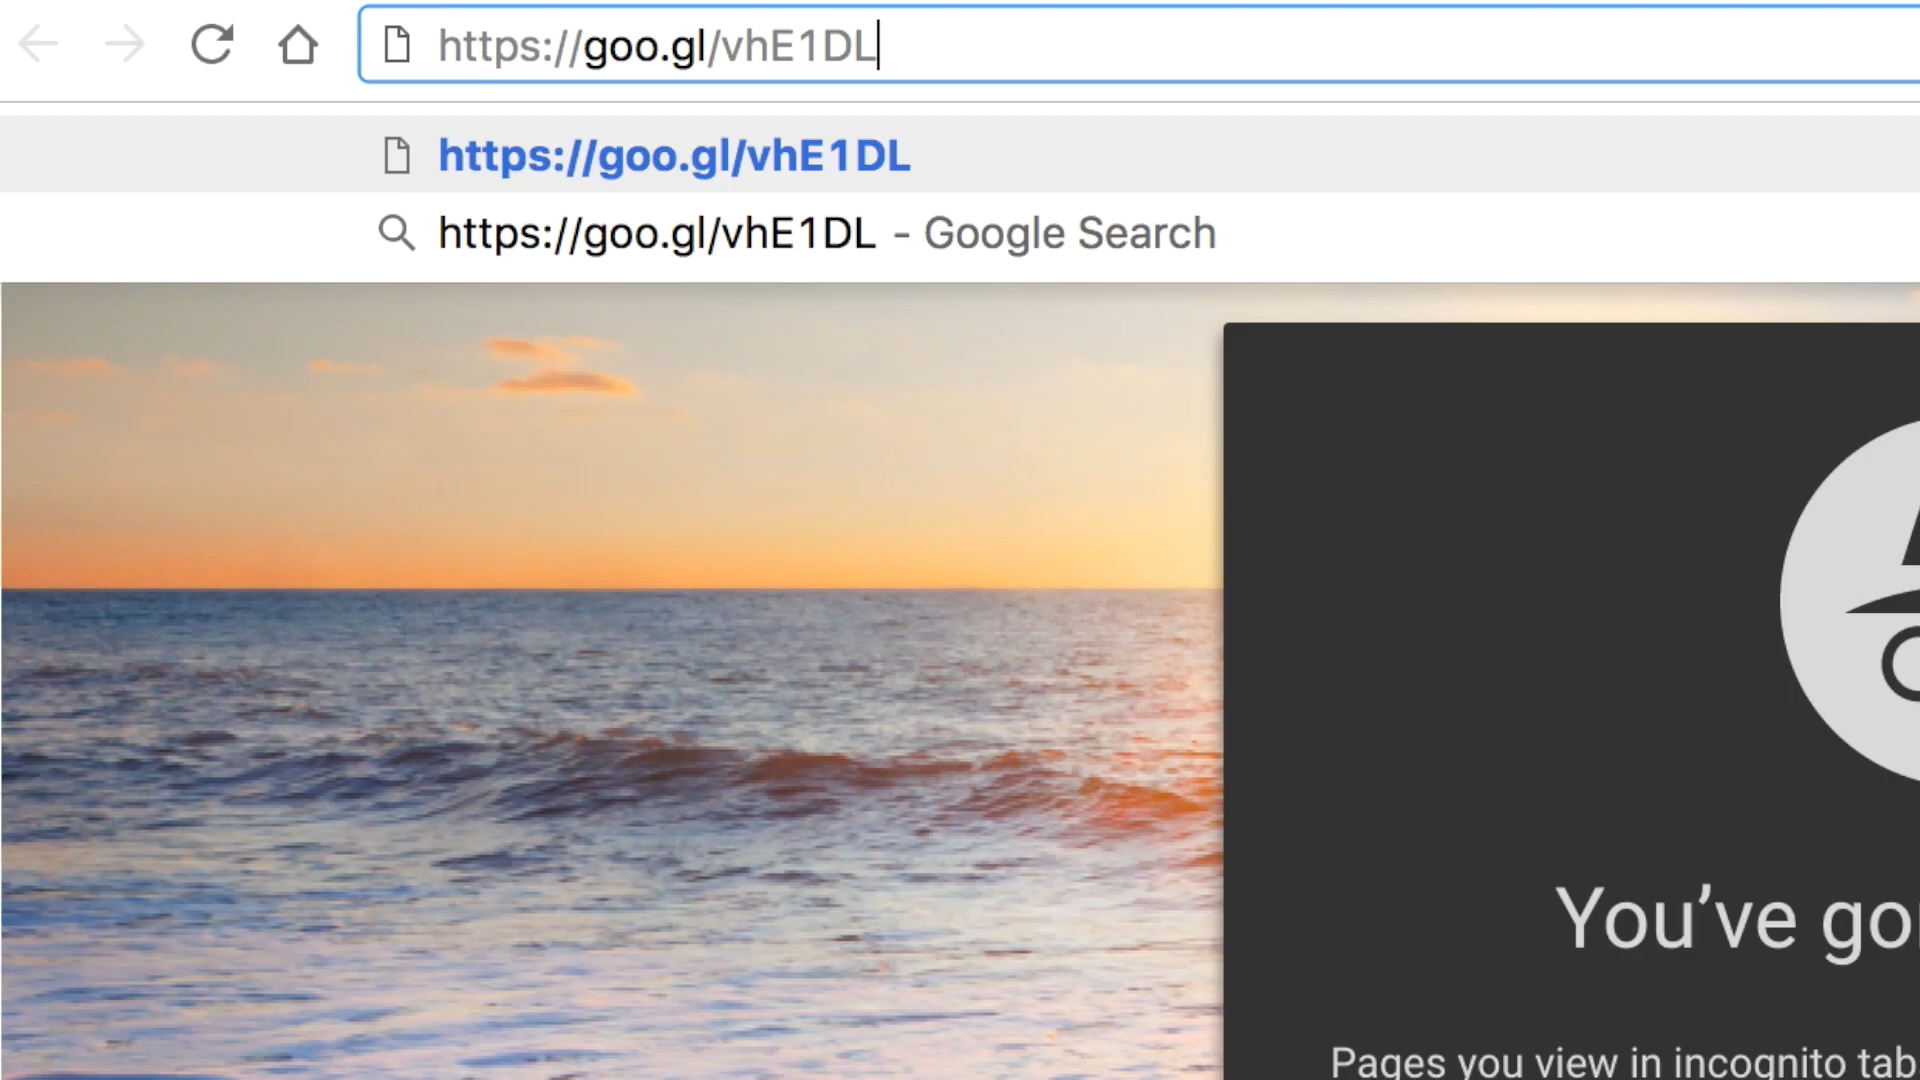 https://goo.gl/vhE1DL
https://goo.gl/vhE1DL
https://goo.gl/vhE1DL - Google Search
You’ve go
Pages you view in incognito tab